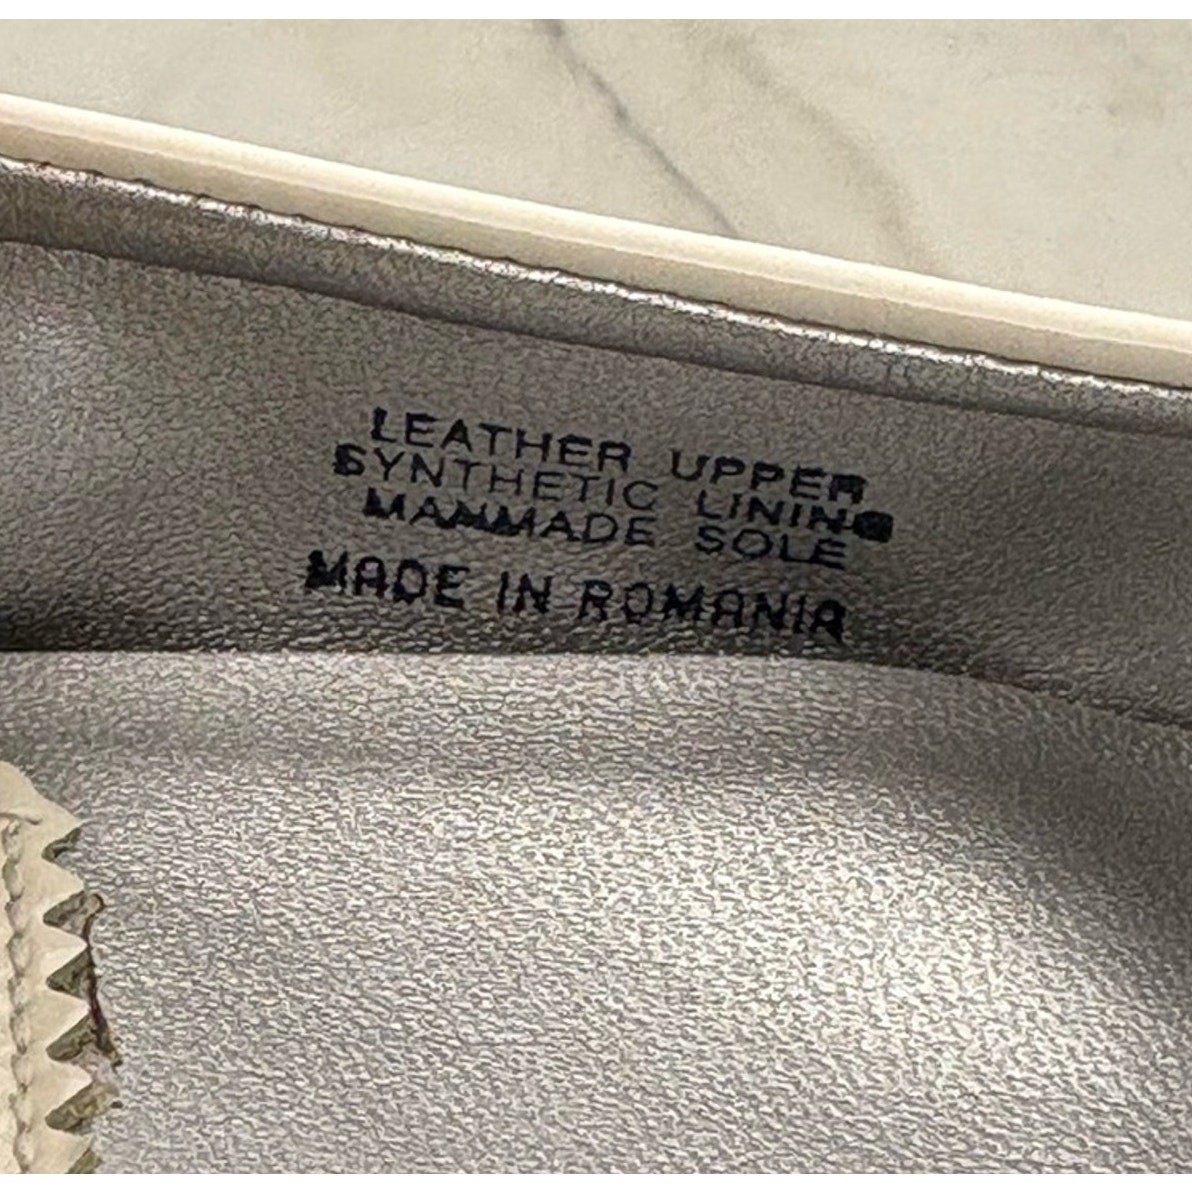 LEATHER UPPER
SYNTHETIC LINING
MANMADE SOLE
MADE IN ROMANIA